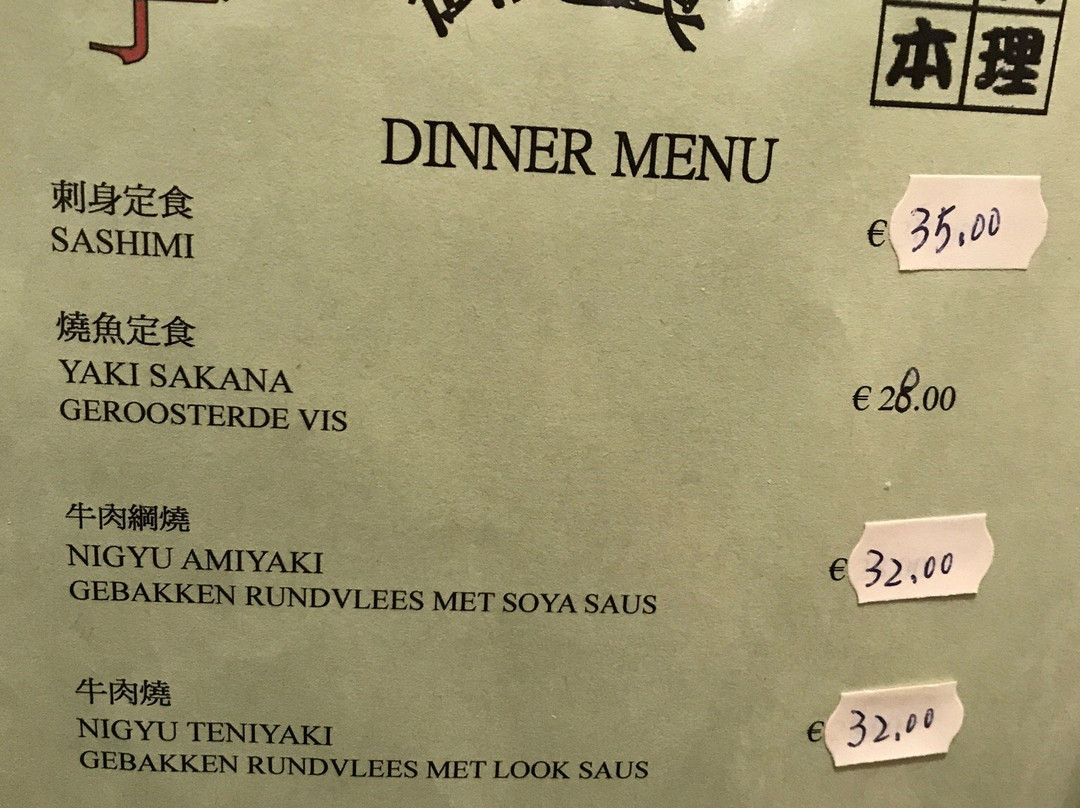 本理
DINNER MENU
刺身定食
SASHIMI
€ 35.00
燒魚定食
YAKI SAKANA
GEROOSTERDE VIS
€ 28.00
牛肉綱燒
NIGYU AMIYAKI
GEBAKKEN RUNDVLEES MET SOYA SAUS
€ 32.00
牛肉燒
NIGYU TENIYAKI
GEBAKKEN RUNDVLEES MET LOOK SAUS
€ 32.00